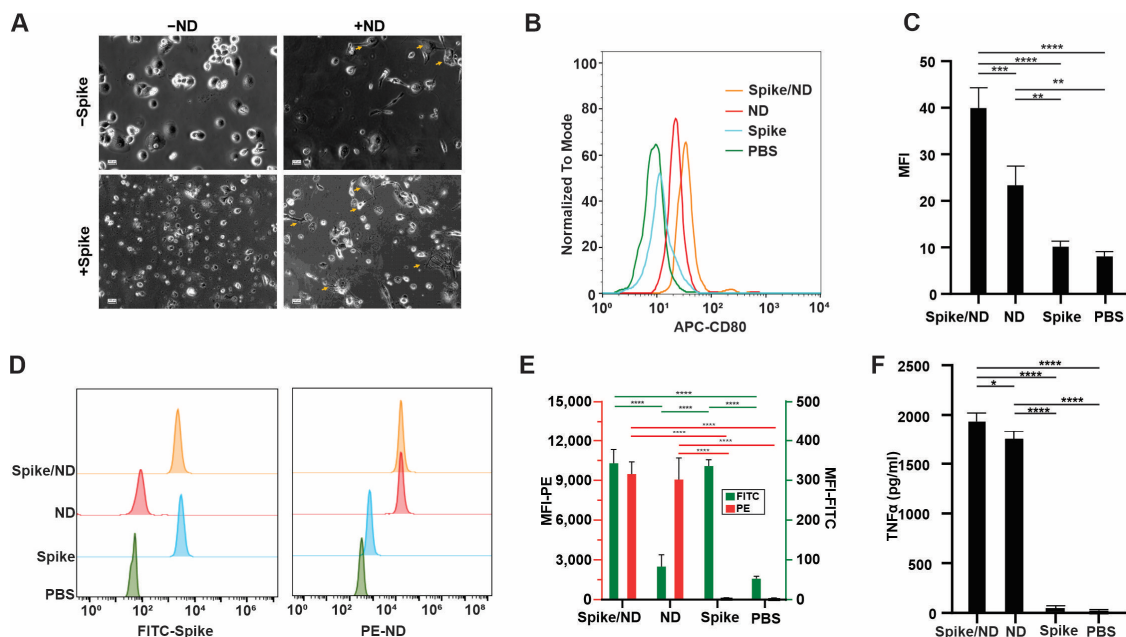 A
−ND
+ND
−Spike
+Spike
B
Normalized To Mode
100
80
60
40
20
0
10⁰
10¹
10²
10³
10⁴
APC-CD80
Spike/ND
ND
Spike
PBS
C
****
****
***
**
**
MFI
50
40
30
20
10
0
Spike/ND
ND
Spike
PBS
D
Spike/ND
ND
Spike
PBS
10⁰
10²
10⁴
10⁶
FITC-Spike
10⁰
10²
10⁴
10⁶
10⁸
PE-ND
E
MFI-PE
15,000
12,000
9,000
6,000
3,000
0
****
****
****
****
****
****
****
****
****
FITC
PE
500
400
300
200
100
0
MFI-FITC
Spike/ND
ND
Spike
PBS
F
****
****
*
****
****
TNFα (pg/ml)
2500
2000
1500
1000
500
0
Spike/ND
ND
Spike
PBS